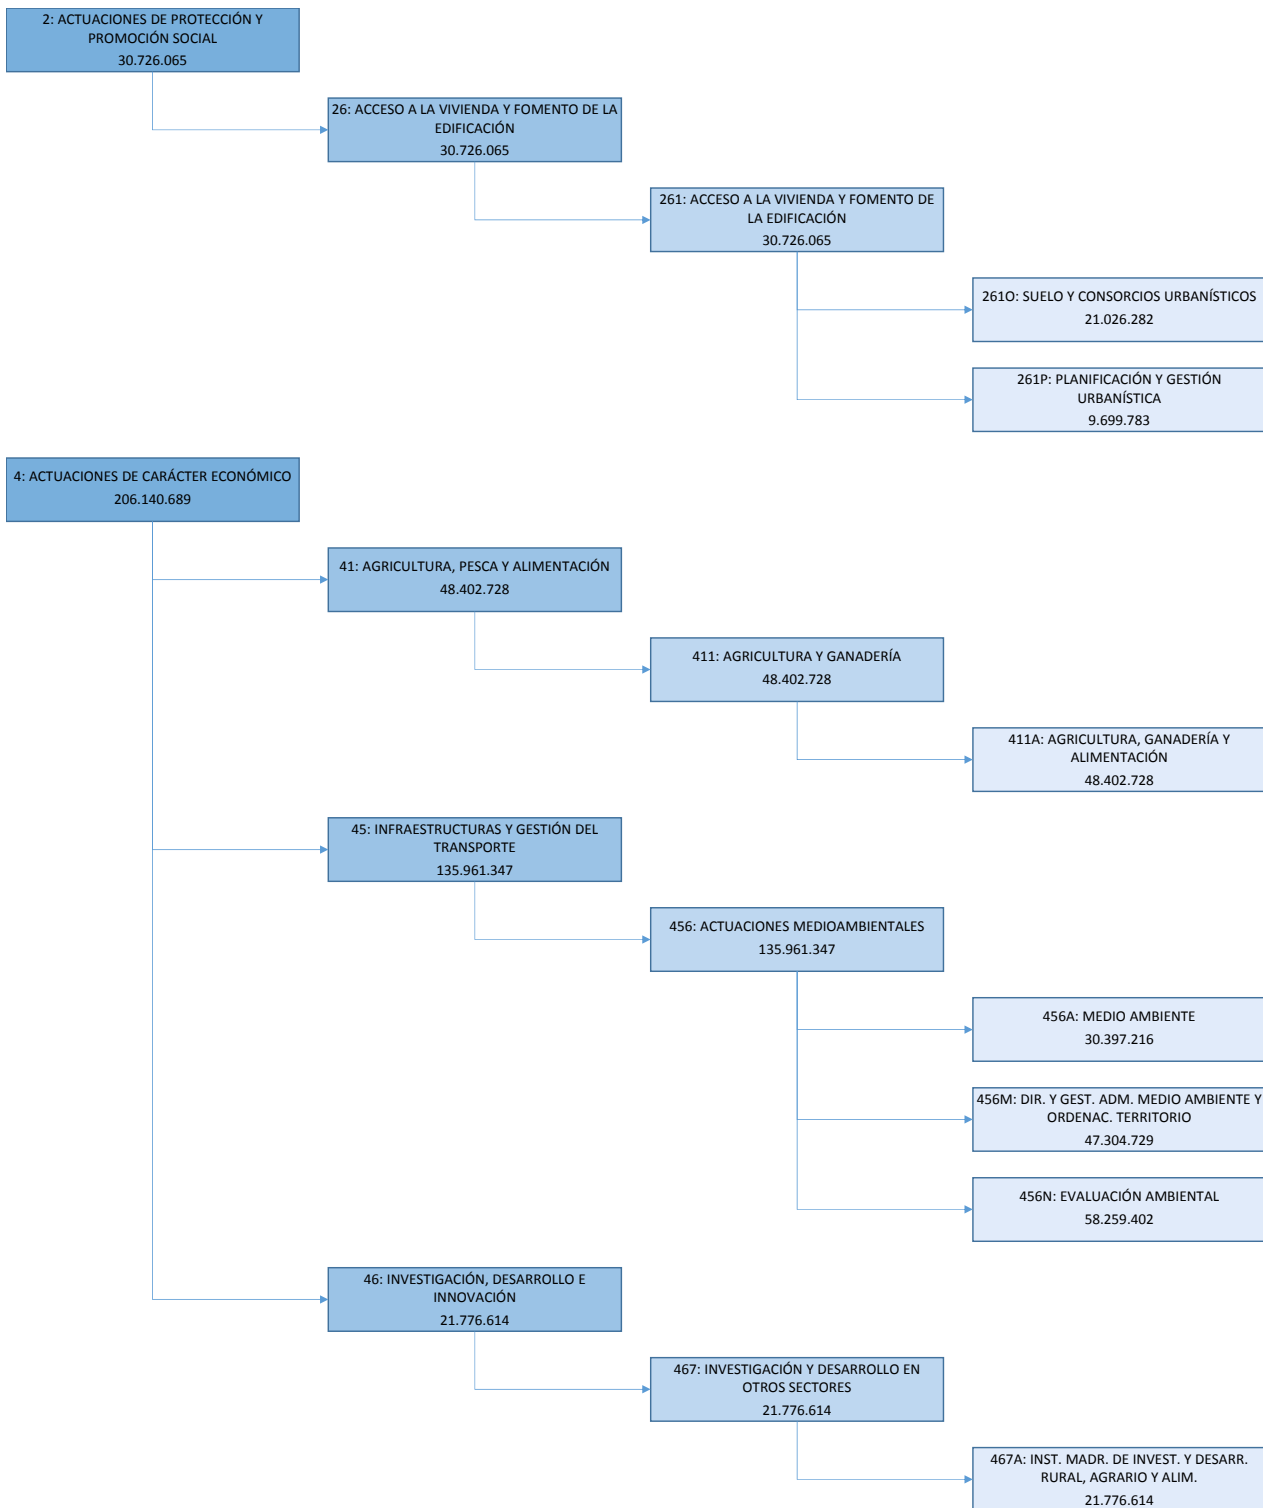 2: ACTUACIONES DE PROTECCIÓN Y
PROMOCIÓN SOCIAL
30.726.065
26: ACCESO A LA VIVIENDA Y FOMENTO DE LA
EDIFICACIÓN
30.726.065
261: ACCESO A LA VIVIENDA Y FOMENTO DE
LA EDIFICACIÓN
30.726.065
261O: SUELO Y CONSORCIOS URBANÍSTICOS
21.026.282
261P: PLANIFICACIÓN Y GESTIÓN
URBANÍSTICA
9.699.783
4: ACTUACIONES DE CARÁCTER ECONÓMICO
206.140.689
41: AGRICULTURA, PESCA Y ALIMENTACIÓN
48.402.728
411: AGRICULTURA Y GANADERÍA
48.402.728
411A: AGRICULTURA, GANADERÍA Y
ALIMENTACIÓN
48.402.728
45: INFRAESTRUCTURAS Y GESTIÓN DEL
TRANSPORTE
135.961.347
456: ACTUACIONES MEDIOAMBIENTALES
135.961.347
456A: MEDIO AMBIENTE
30.397.216
456M: DIR. Y GEST. ADM. MEDIO AMBIENTE Y
ORDENAC. TERRITORIO
47.304.729
456N: EVALUACIÓN AMBIENTAL
58.259.402
46: INVESTIGACIÓN, DESARROLLO E
INNOVACIÓN
21.776.614
467: INVESTIGACIÓN Y DESARROLLO EN
OTROS SECTORES
21.776.614
467A: INST. MADR. DE INVEST. Y DESARR.
RURAL, AGRARIO Y ALIM.
21.776.614